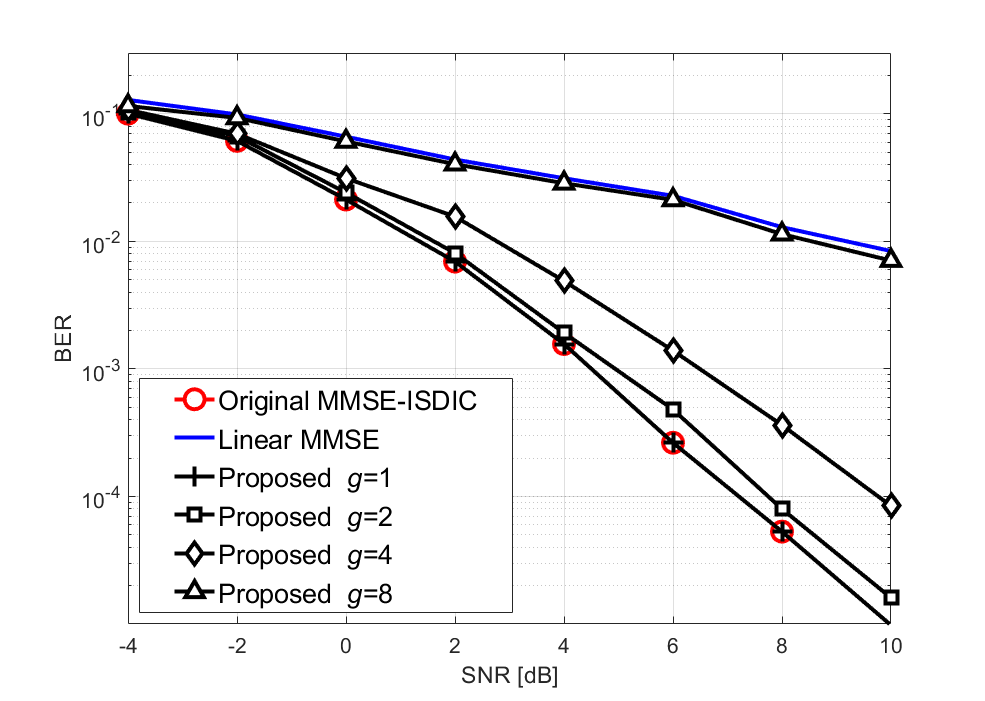 10-1
10-2
10-3
10-4
BER
Original MMSE-ISDIC
Linear MMSE
Proposed g=1
Proposed g=2
Proposed g=4
Proposed g=8
-4 -2 0 2 4 6 8 10
SNR [dB]